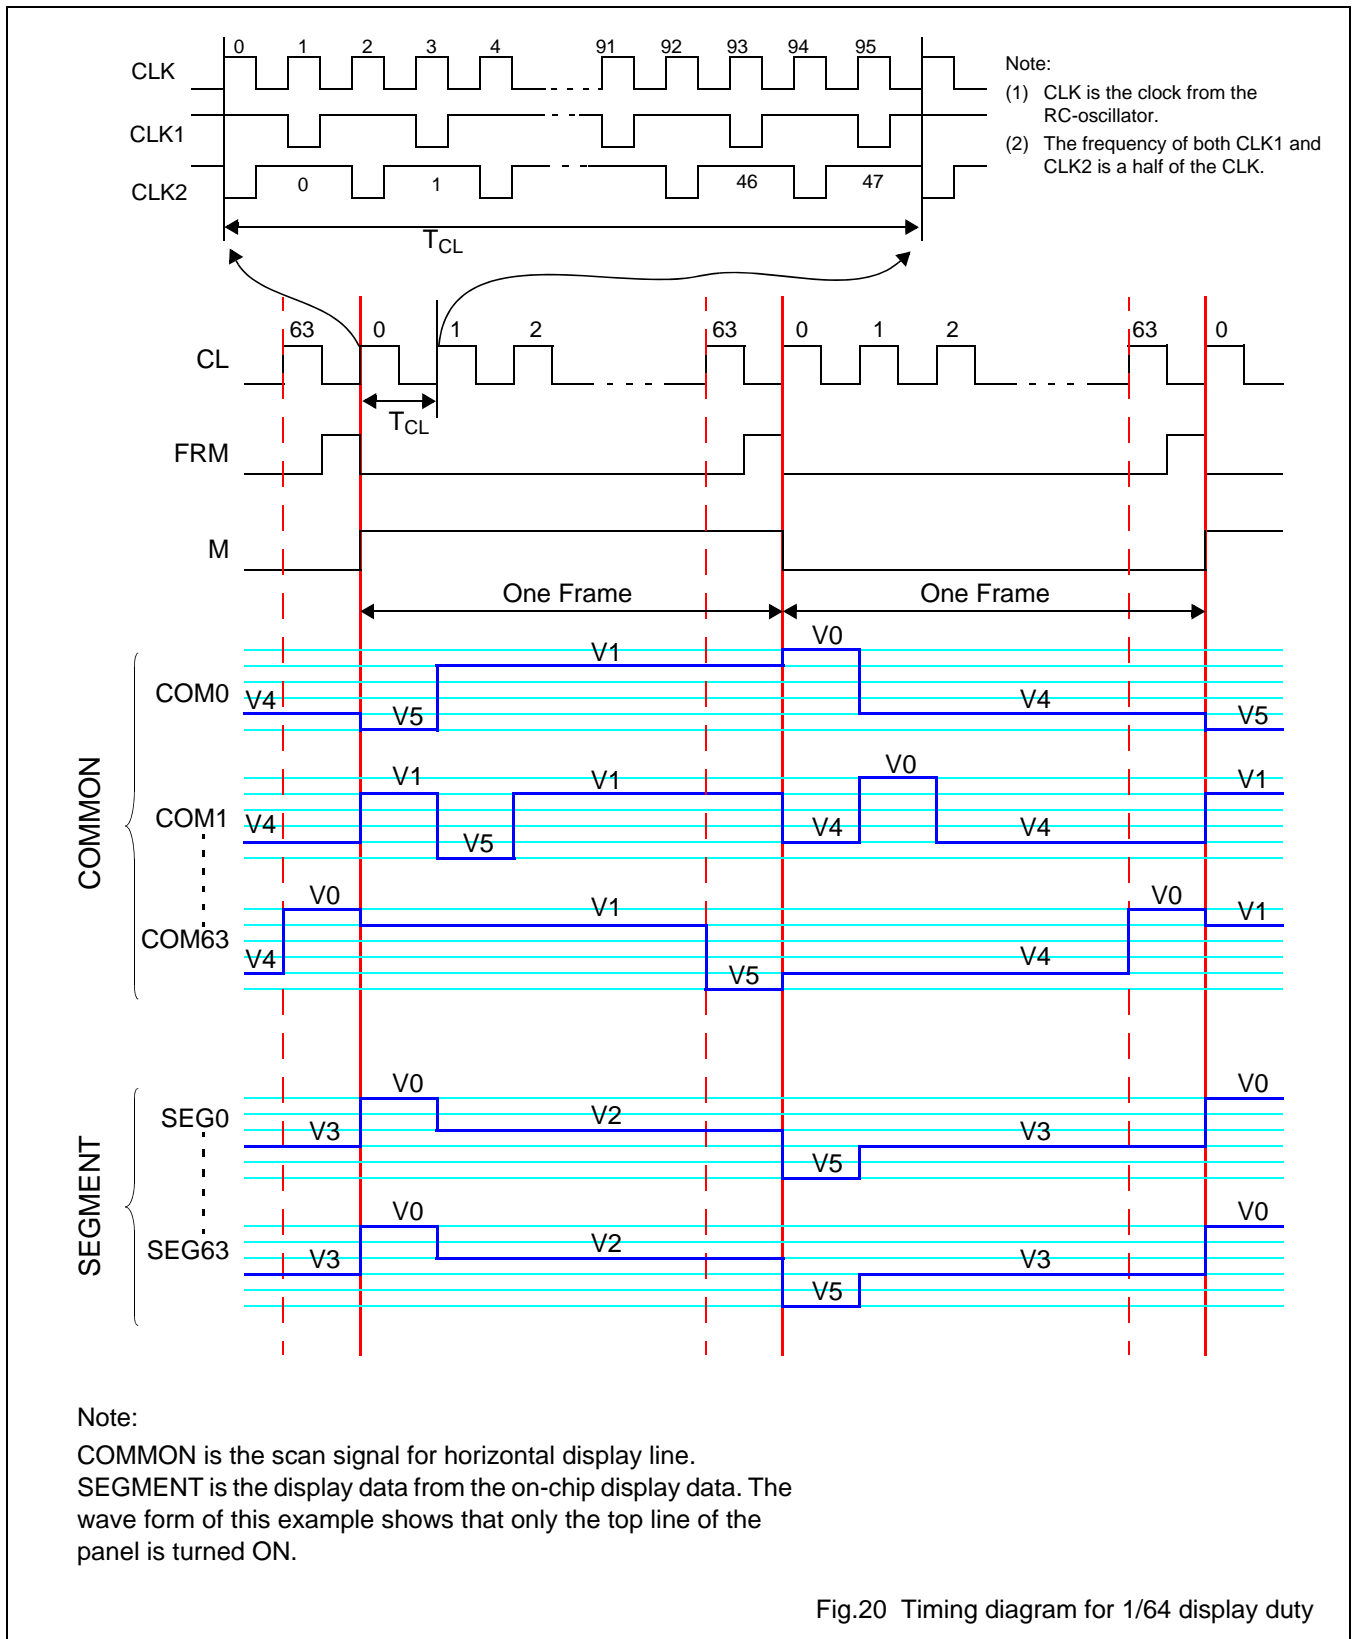 0 1 2 3 4 91 92 93 94 95
CLK
CLK1
CLK2
0 1 46 47
T_CL
Note:
(1) CLK is the clock from the
RC-oscillator.
(2) The frequency of both CLK1 and
CLK2 is a half of the CLK.
63 0 1 2 63 0 1 2 63 0
CL
T_CL
FRM
M
One Frame One Frame
COMMON
V0
V1
COM0 V4 V4
V5 V5
V0
V1 V1 V1
COM1 V4 V4 V4
V5
V0 V1 V0 V1
COM63
V4 V5 V4
SEGMENT
V0 V0
SEG0 V3 V2 V3
V5
V0 V0
SEG63 V3 V2 V3
V5
Note:
COMMON is the scan signal for horizontal display line.
SEGMENT is the display data from the on-chip display data. The
wave form of this example shows that only the top line of the
panel is turned ON.
Fig.20 Timing diagram for 1/64 display duty